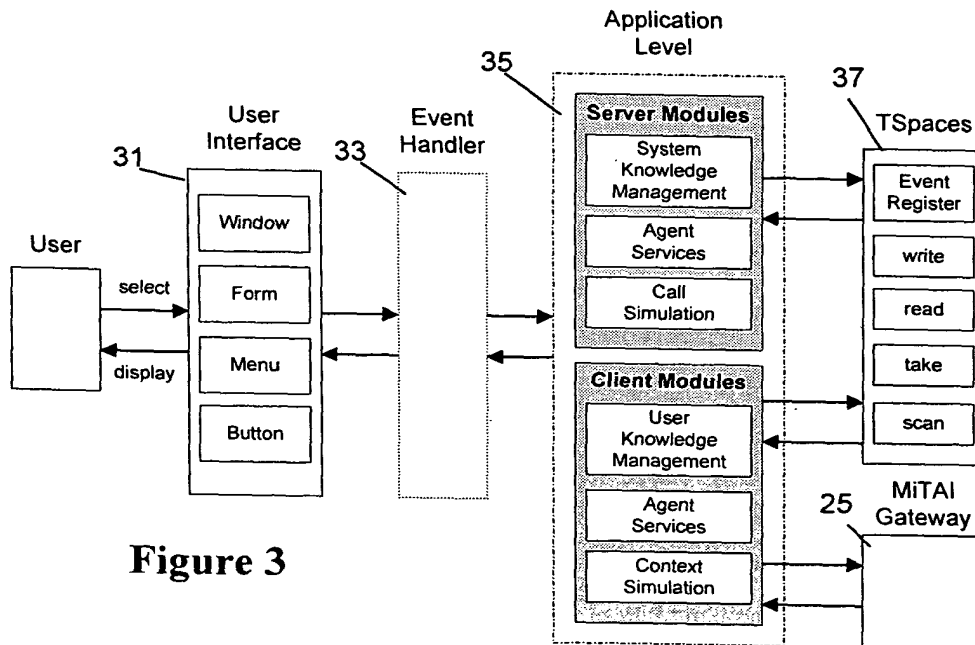 Application
Level
35
37
TSpaces
User
Interface
31
Event
Handler
33
Server Modules
System
Knowledge
Management
Agent
Services
Call
Simulation
Event
Register
write
read
take
scan
User
select
display
Window
Form
Menu
Button
Client Modules
User
Knowledge
Management
Agent
Services
Context
Simulation
MiTAI
Gateway
25
Figure 3